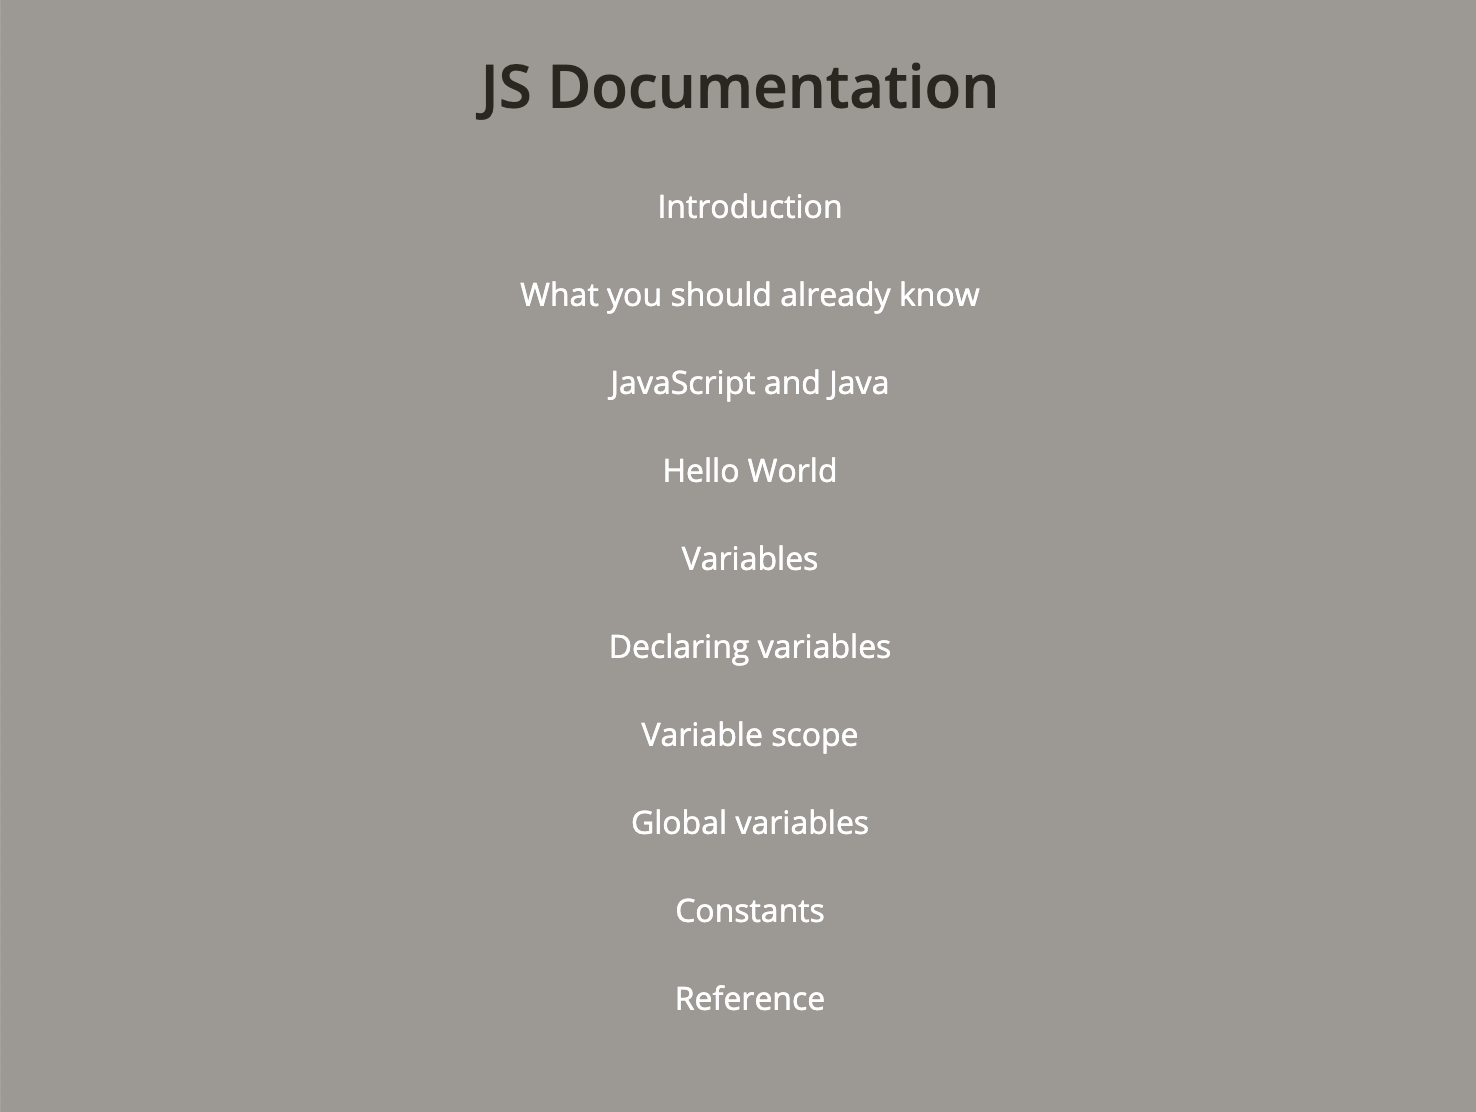 JS Documentation
Introduction
What you should already know
JavaScript and Java
Hello World
Variables
Declaring variables
Variable scope
Global variables
Constants
Reference